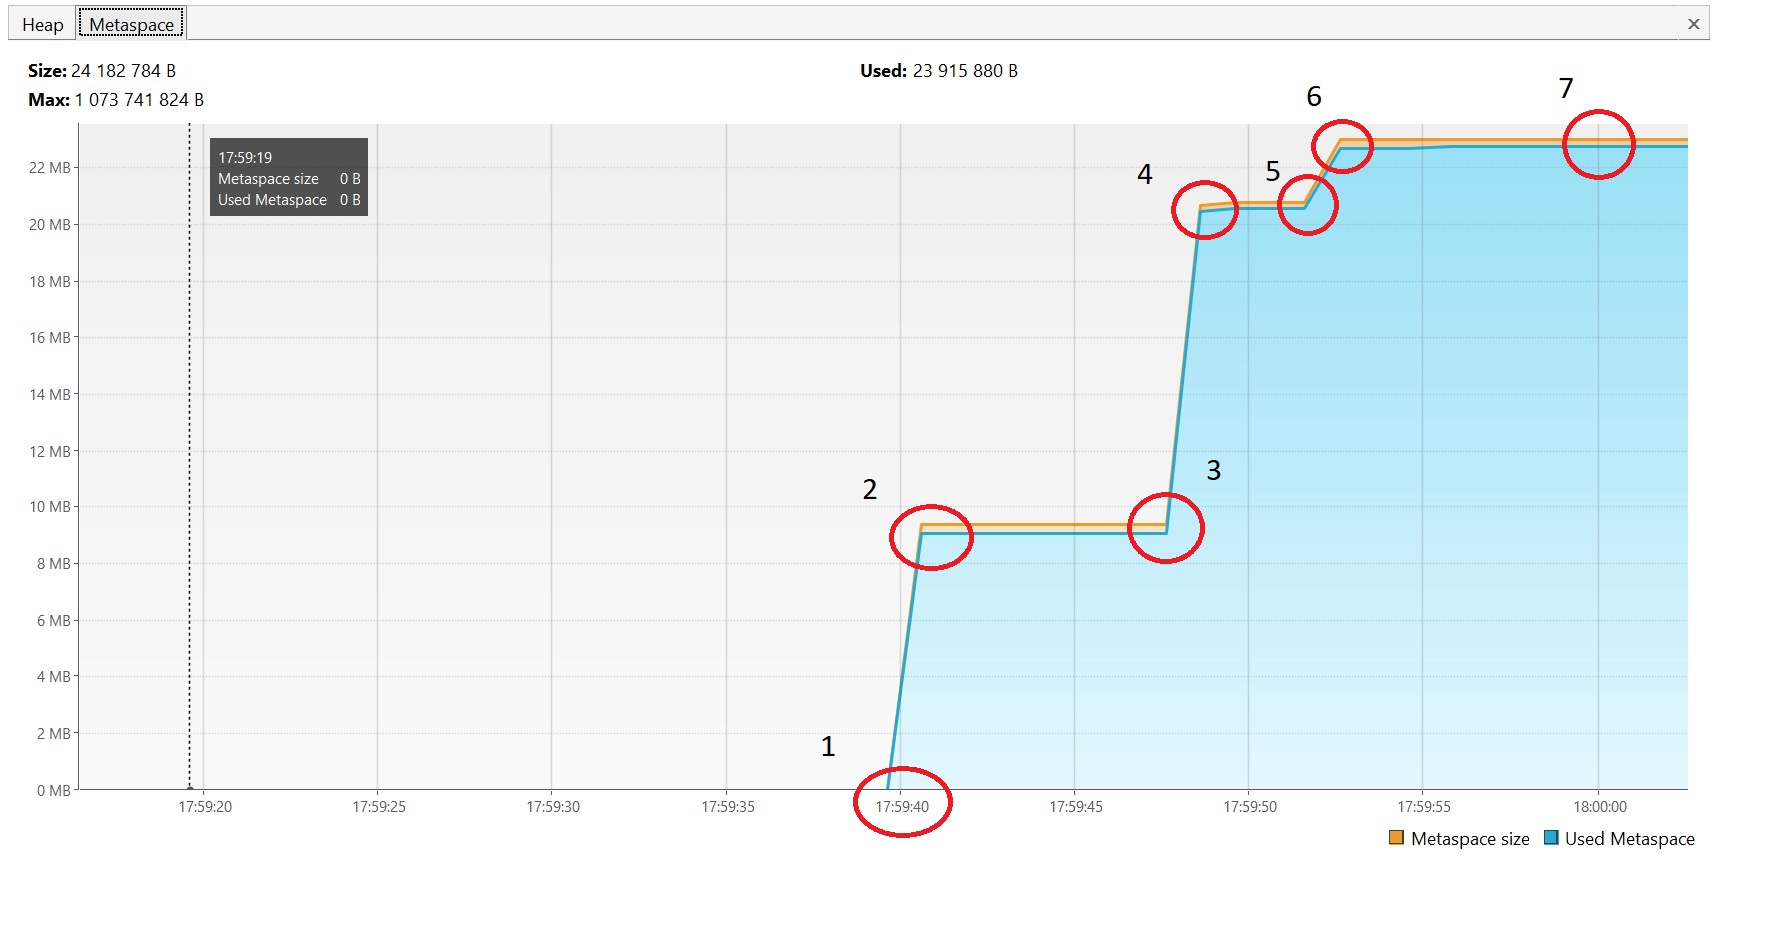 Heap Metaspace
Size: 24 182 784 B Used: 23 915 880 B
Max: 1 073 741 824 B
6 7
17:59:19
Metaspace size 0 B
Used Metaspace 0 B
22 MB
4 5
20 MB
18 MB
16 MB
14 MB
12 MB
3
2
10 MB
8 MB
6 MB
4 MB
2 MB
1
0 MB
17:59:20 17:59:25 17:59:30 17:59:35 17:59:40 17:59:45 17:59:50 17:59:55 18:00:00
Metaspace size Used Metaspace